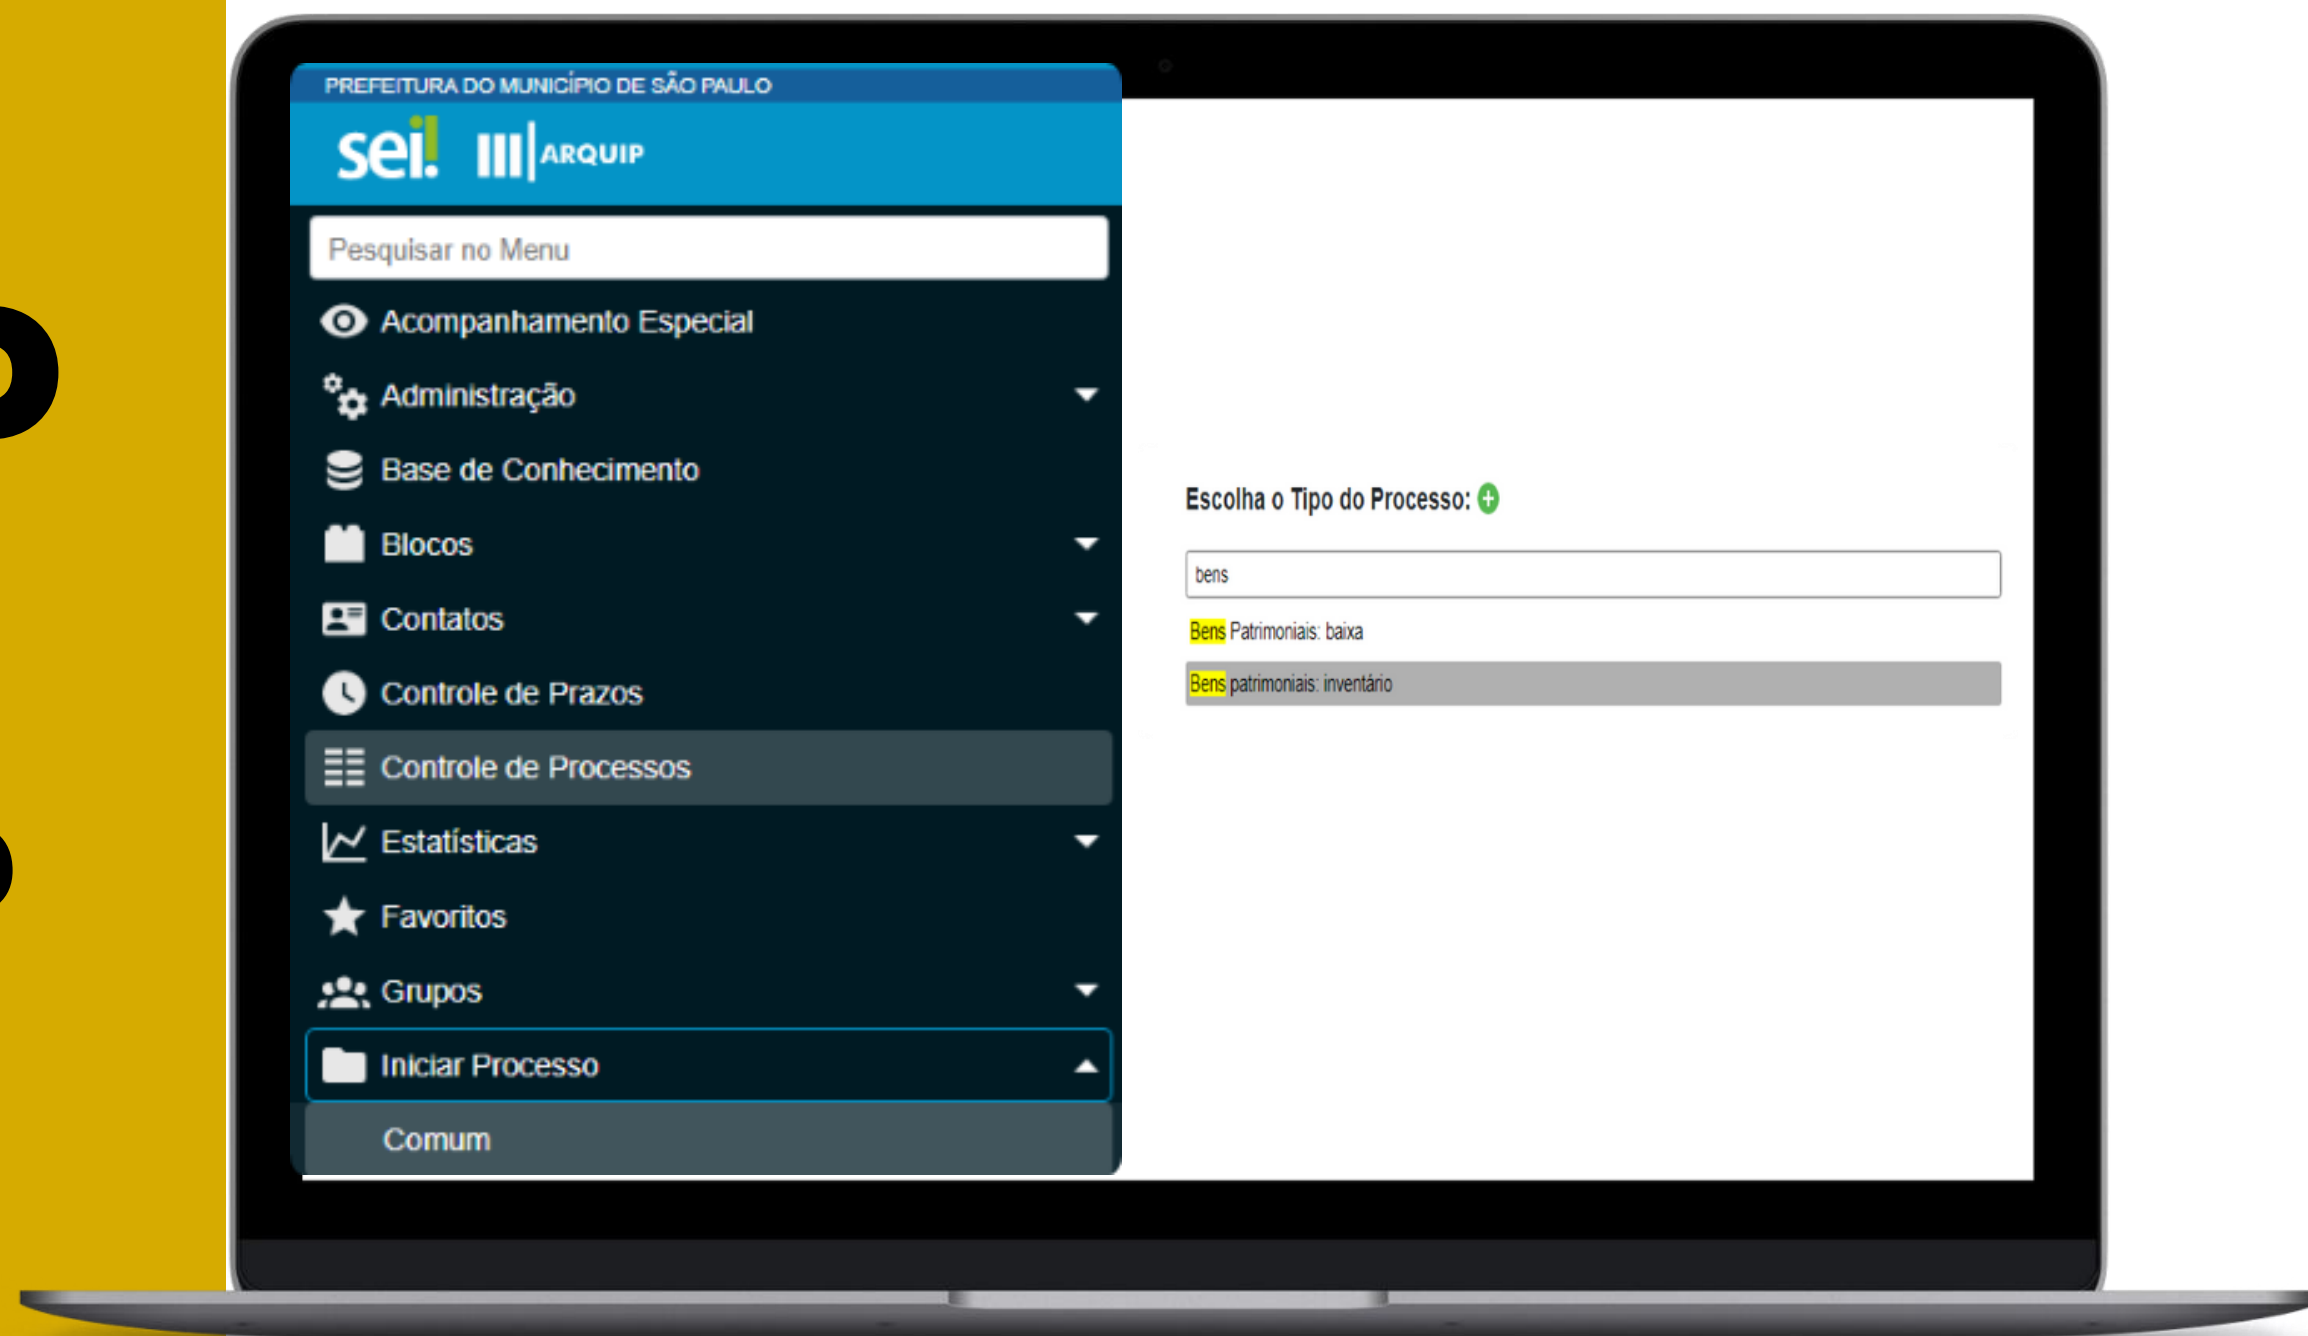 PREFEITURA DO MUNICÍPIO DE SÃO PAULO
sei! ARQUIP
Pesquisar no Menu
Acompanhamento Especial
Administração
Base de Conhecimento
Blocos
Contatos
Controle de Prazos
Controle de Processos
Estatísticas
Favoritos
Grupos
Iniciar Processo
Comum
Escolha o Tipo do Processo:
bens
Bens Patrimoniais: baixa
Bens patrimoniais: inventário